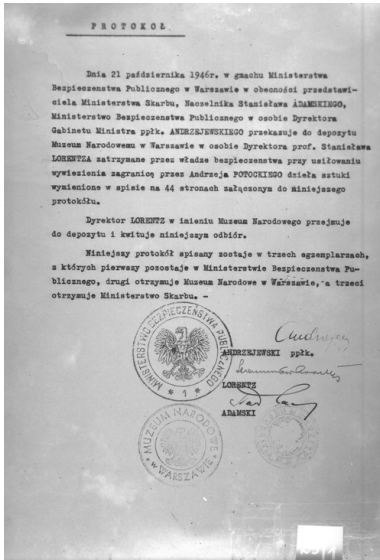 PROTOKOŁ.
Dnia 21 października 1946r. w gmachu Ministerstwa
Bezpieczeństwa Publicznego w Warszawie w obecności przedstawi-
ciela Ministerstwa Skarbu, Naczelnika Stanisława ADAMSKIEGO,
Ministerstwo Bezpieczeństwa Publicznego w osobie Dyrektora
Gabinetu Ministra ppłk. ANDRZEJEWSKIEGO przekazuje do depozytu
Muzeum Narodowemu w Warszawie w osobie Dyrektora prof. Stanisława
LORENTZA zatrzymane przez władze bezpieczeństwa przy usiłowaniu
wywiezienia zagranicę przez Andrzeja POTOCKIEGO dzieła sztuki
wymienione w spisie na 44 stronach załączonym do niniejszego
protokółu.
Dyrektor LORENTZ w imieniu Muzeum Narodowego przejmuje
do depozytu i kwituje niniejszym odbiór.
Niniejszy protokół spisany zostaje w trzech egzemplarzach,
z których pierwszy pozostaje w Ministerstwie Bezpieczeństwa Pu-
blicznego, drugi otrzymuje Muzeum Narodowe w Warszawie, a trzeci
otrzymuje Ministerstwo Skarbu. -
MINISTERSTWO BEZPIECZEŃSTWA PUBLICZNEGO
* 1 *
ANDRZEJEWSKI ppłk.
LORENTZ
ADAMSKI
MUZEUM NARODOWE
W WARSZAWIE